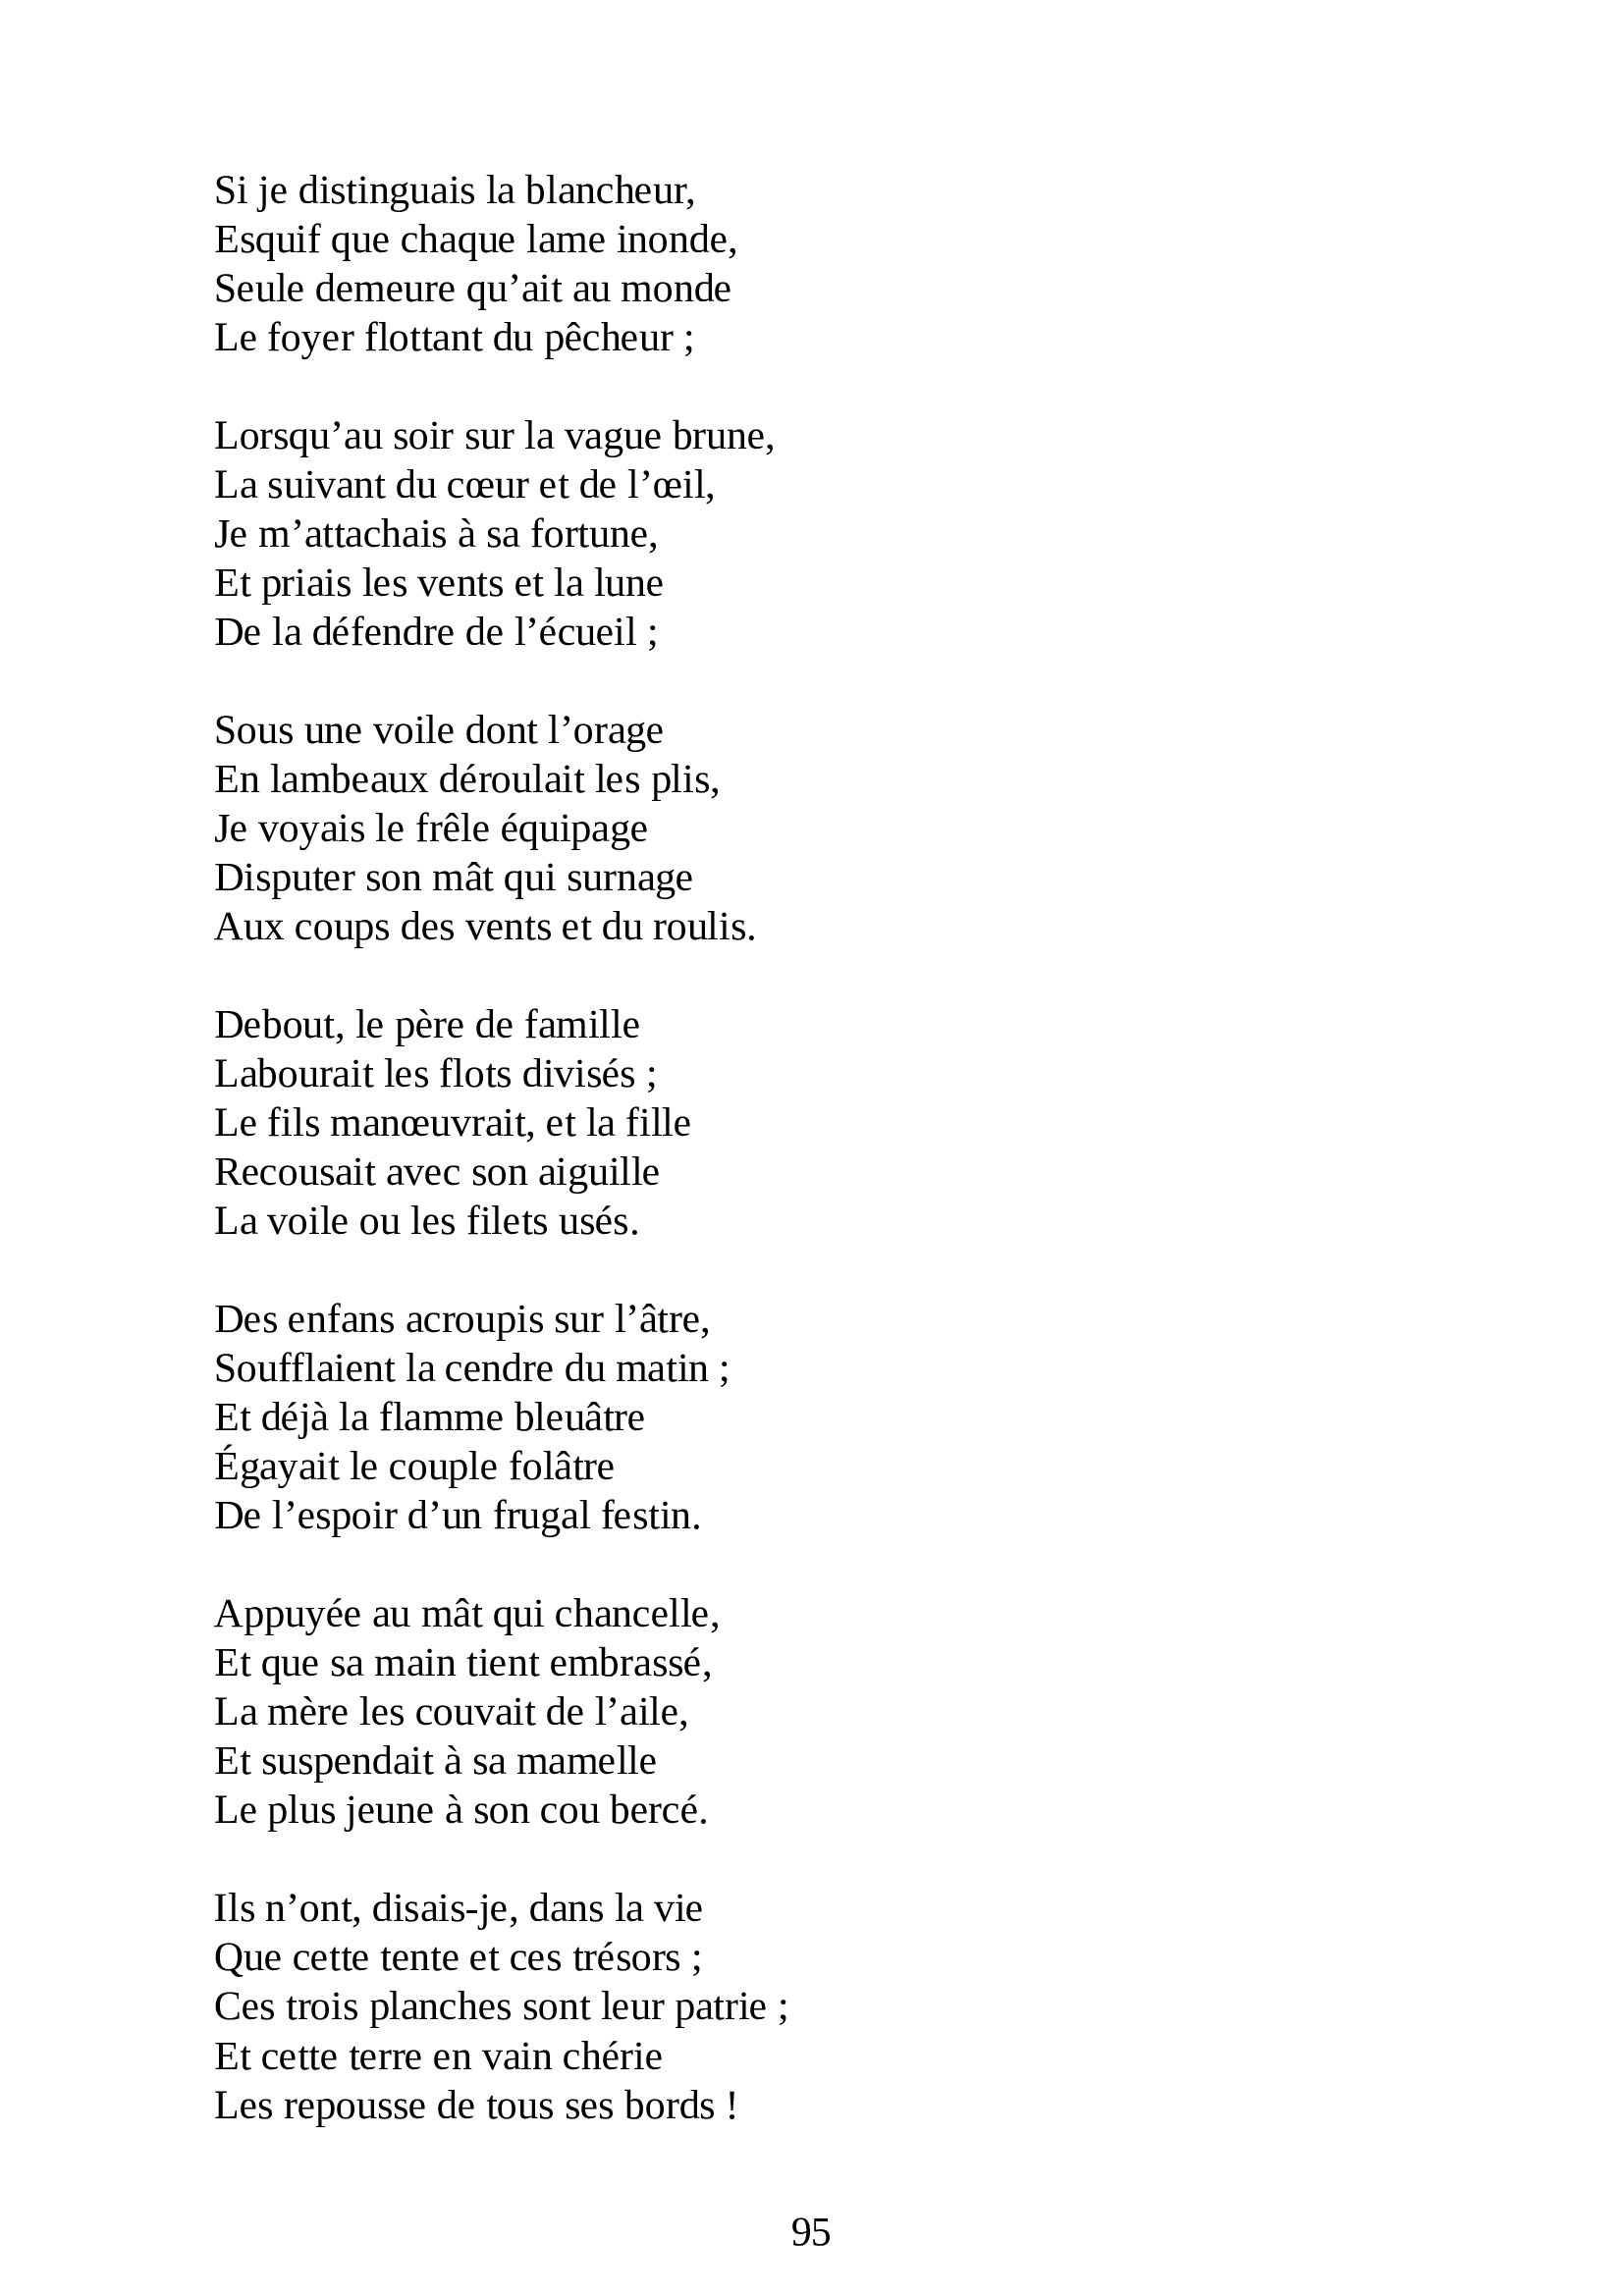 Si je distinguais la blancheur,
Esquif que chaque lame inonde,
Seule demeure qu’ait au monde
Le foyer flottant du pêcheur ;

Lorsqu’au soir sur la vague brune,
La suivant du cœur et de l’œil,
Je m’attachais à sa fortune,
Et priais les vents et la lune
De la défendre de l’écueil ;

Sous une voile dont l’orage
En lambeaux déroulait les plis,
Je voyais le frêle équipage
Disputer son mât qui surnage
Aux coups des vents et du roulis.

Debout, le père de famille
Labourait les flots divisés ;
Le fils manœuvrait, et la fille
Recousait avec son aiguille
La voile ou les filets usés.

Des enfans acroupis sur l’âtre,
Soufflaient la cendre du matin ;
Et déjà la flamme bleuâtre
Égayait le couple folâtre
De l’espoir d’un frugal festin.

Appuyée au mât qui chancelle,
Et que sa main tient embrassé,
La mère les couvait de l’aile,
Et suspendait à sa mamelle
Le plus jeune à son cou bercé.

Ils n’ont, disais-je, dans la vie
Que cette tente et ces trésors ;
Ces trois planches sont leur patrie ;
Et cette terre en vain chérie
Les repousse de tous ses bords !

95